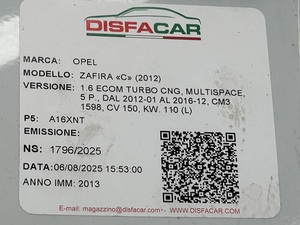 DISFACAR
MARCA: OPEL
MODELLO: ZAFIRA «C» (2012)
VERSIONE: 1.6 ECOM TURBO CNG, MULTISPACE,
5 P., DAL 2012-01 AL 2016-12, CM3
1598, CV 150, KW. 110 (L)
P5: A16XNT
EMISSIONE:
NS: 1796/2025
DATA:06/08/2025 15:53:00
ANNO IMM: 2013
E-mail: magazzino@disfacar.com WWW.DISFACAR.COM